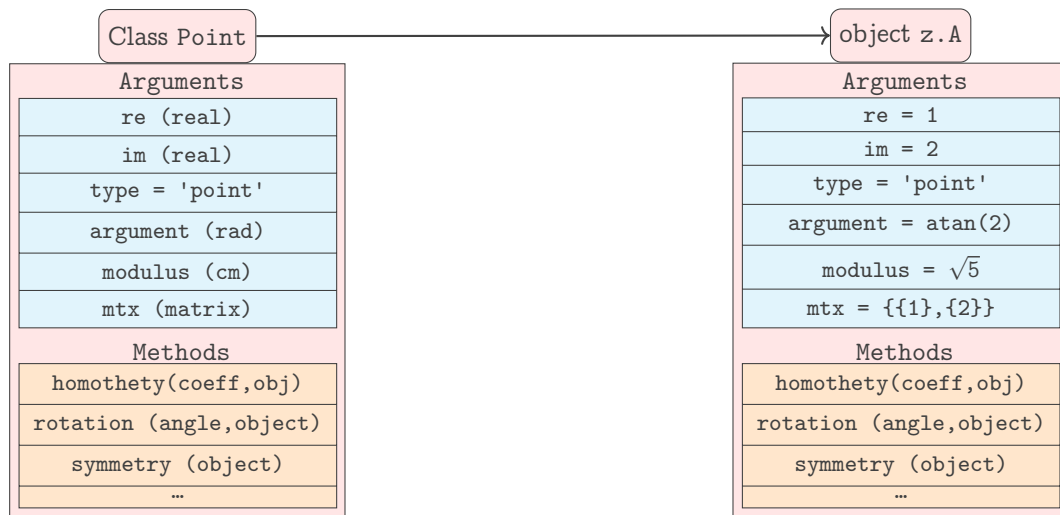 Class Point
Arguments
re (real)
im (real)
type = 'point'
argument (rad)
modulus (cm)
mtx (matrix)
Methods
homothety(coeff,obj)
rotation (angle,object)
symmetry (object)
…
object z.A
Arguments
re = 1
im = 2
type = 'point'
argument = atan(2)
modulus = √5
mtx = {{1},{2}}
Methods
homothety(coeff,obj)
rotation (angle,object)
symmetry (object)
…